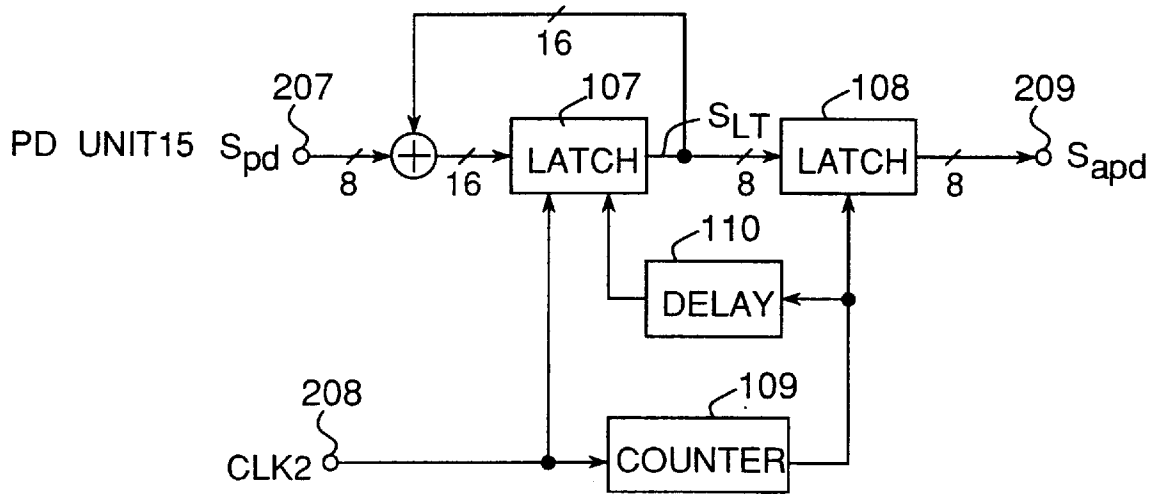 16
207
107
108
209
PD UNIT15 Spd
8
16
LATCH
SLT
8
LATCH
8
Sapd
110
DELAY
208
109
CLK2
COUNTER